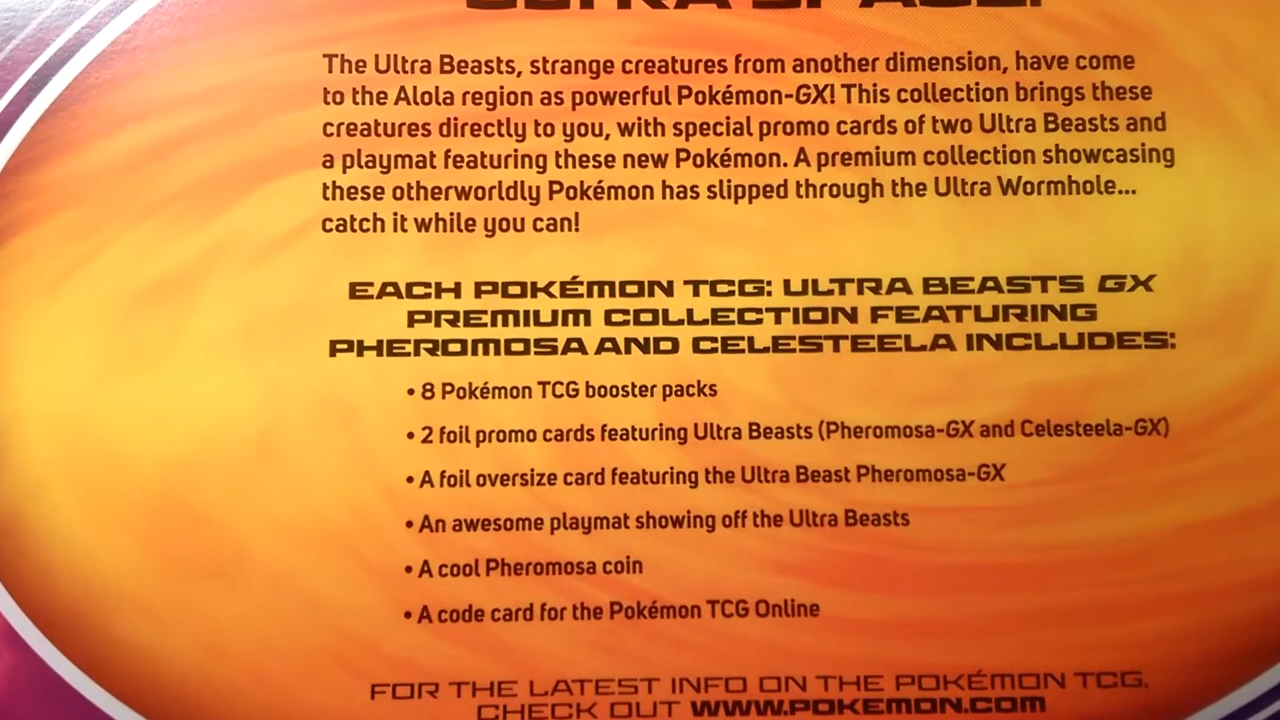 ULTRA SPACE!
The Ultra Beasts, strange creatures from another dimension, have come
to the Alola region as powerful Pokémon-GX! This collection brings these
creatures directly to you, with special promo cards of two Ultra Beasts and
a playmat featuring these new Pokémon. A premium collection showcasing
these otherworldly Pokémon has slipped through the Ultra Wormhole...
catch it while you can!
EACH POKÉMON TCG: ULTRA BEASTS GX
PREMIUM COLLECTION FEATURING
PHEROMOSA AND CELESTEELA INCLUDES:
• 8 Pokémon TCG booster packs
• 2 foil promo cards featuring Ultra Beasts (Pheromosa-GX and Celesteela-GX)
• A foil oversize card featuring the Ultra Beast Pheromosa-GX
• An awesome playmat showing off the Ultra Beasts
• A cool Pheromosa coin
• A code card for the Pokémon TCG Online
FOR THE LATEST INFO ON THE POKÉMON TCG,
CHECK OUT WWW.POKEMON.COM